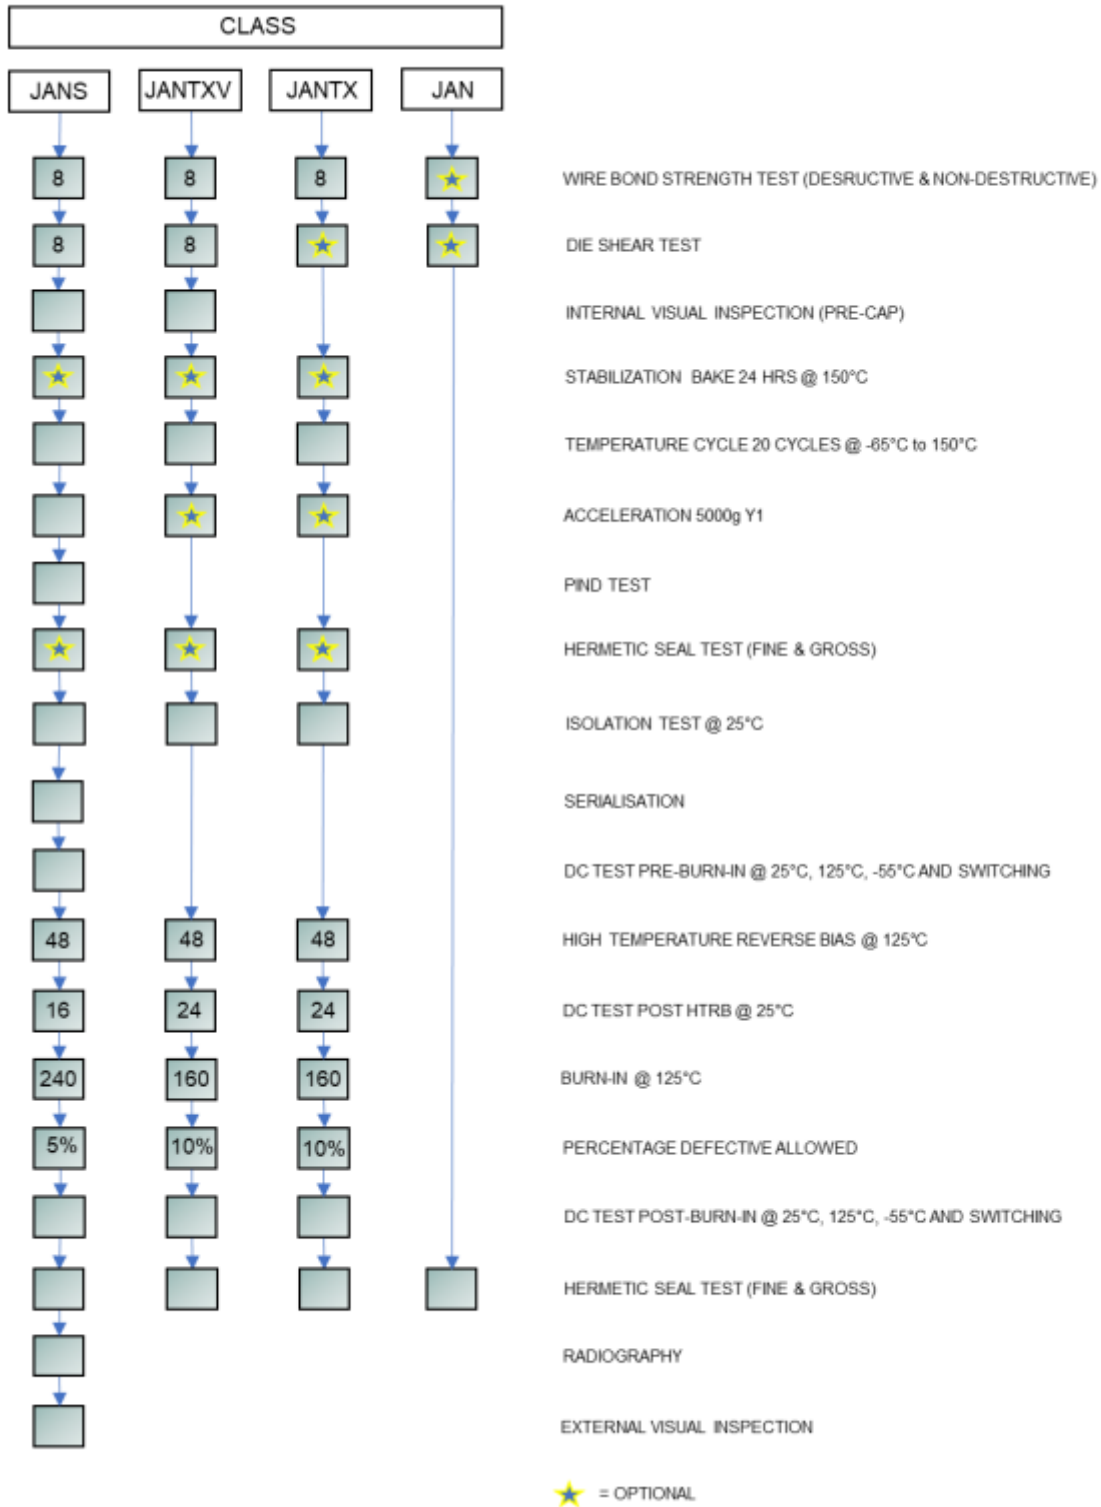 CLASS
JANS JANTXV JANTX JAN
8 8 8 WIRE BOND STRENGTH TEST (DESRUCTIVE & NON-DESTRUCTIVE)
8 8 DIE SHEAR TEST
INTERNAL VISUAL INSPECTION (PRE-CAP)
STABILIZATION BAKE 24 HRS @ 150°C
TEMPERATURE CYCLE 20 CYCLES @ -65°C to 150°C
ACCELERATION 5000g Y1
PIND TEST
HERMETIC SEAL TEST (FINE & GROSS)
ISOLATION TEST @ 25°C
SERIALISATION
DC TEST PRE-BURN-IN @ 25°C, 125°C, -55°C AND SWITCHING
48 48 48 HIGH TEMPERATURE REVERSE BIAS @ 125°C
16 24 24 DC TEST POST HTRB @ 25°C
240 160 160 BURN-IN @ 125°C
5% 10% 10% PERCENTAGE DEFECTIVE ALLOWED
DC TEST POST-BURN-IN @ 25°C, 125°C, -55°C AND SWITCHING
HERMETIC SEAL TEST (FINE & GROSS)
RADIOGRAPHY
EXTERNAL VISUAL INSPECTION
= OPTIONAL